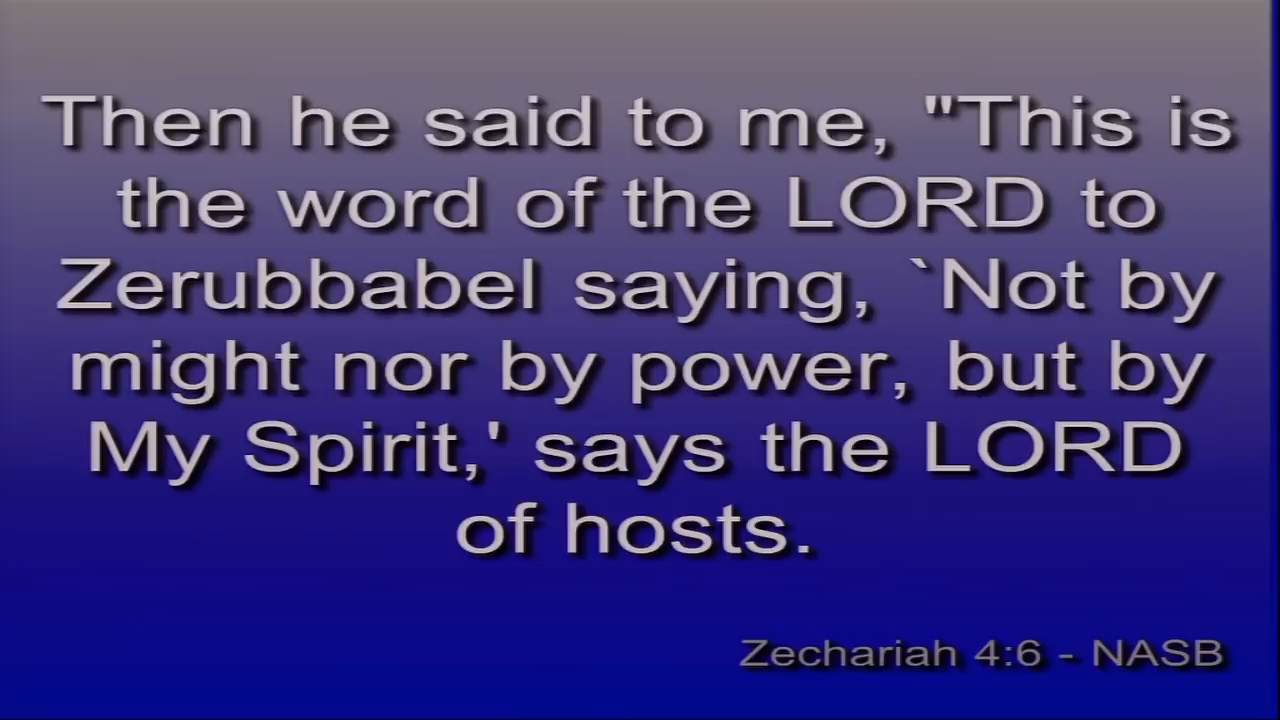 Then he said to me, "This is
the word of the LORD to
Zerubbabel saying, `Not by
might nor by power, but by
My Spirit,' says the LORD
of hosts.
Zechariah 4:6 - NASB